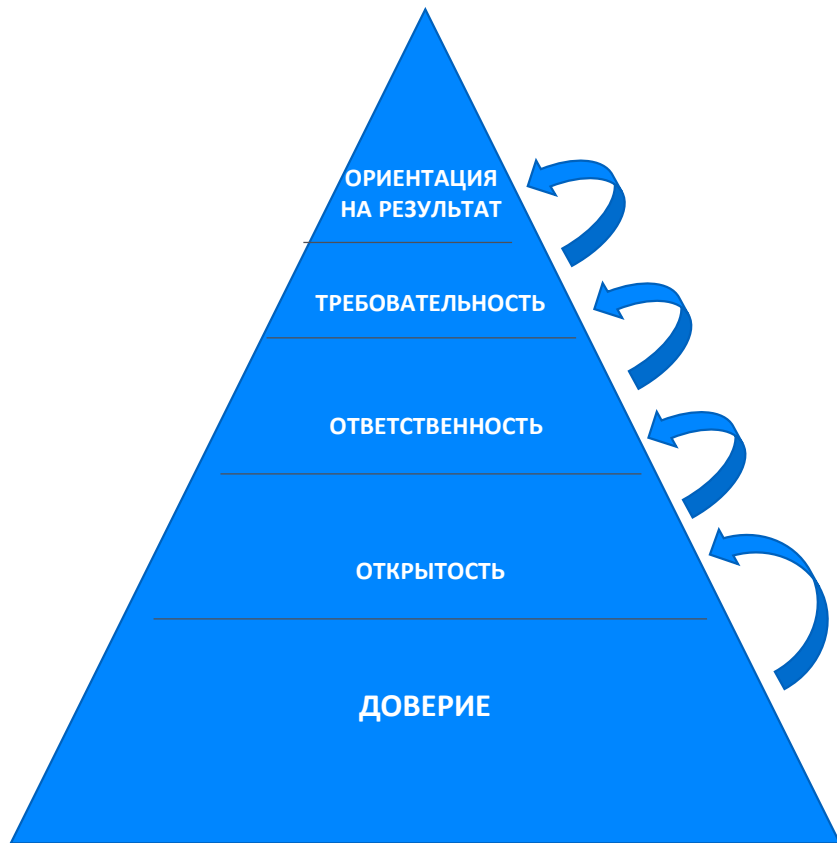 ОРИЕНТАЦИЯ
НА РЕЗУЛЬТАТ
ТРЕБОВАТЕЛЬНОСТЬ
ОТВЕТСТВЕННОСТЬ
ОТКРЫТОСТЬ
ДОВЕРИЕ